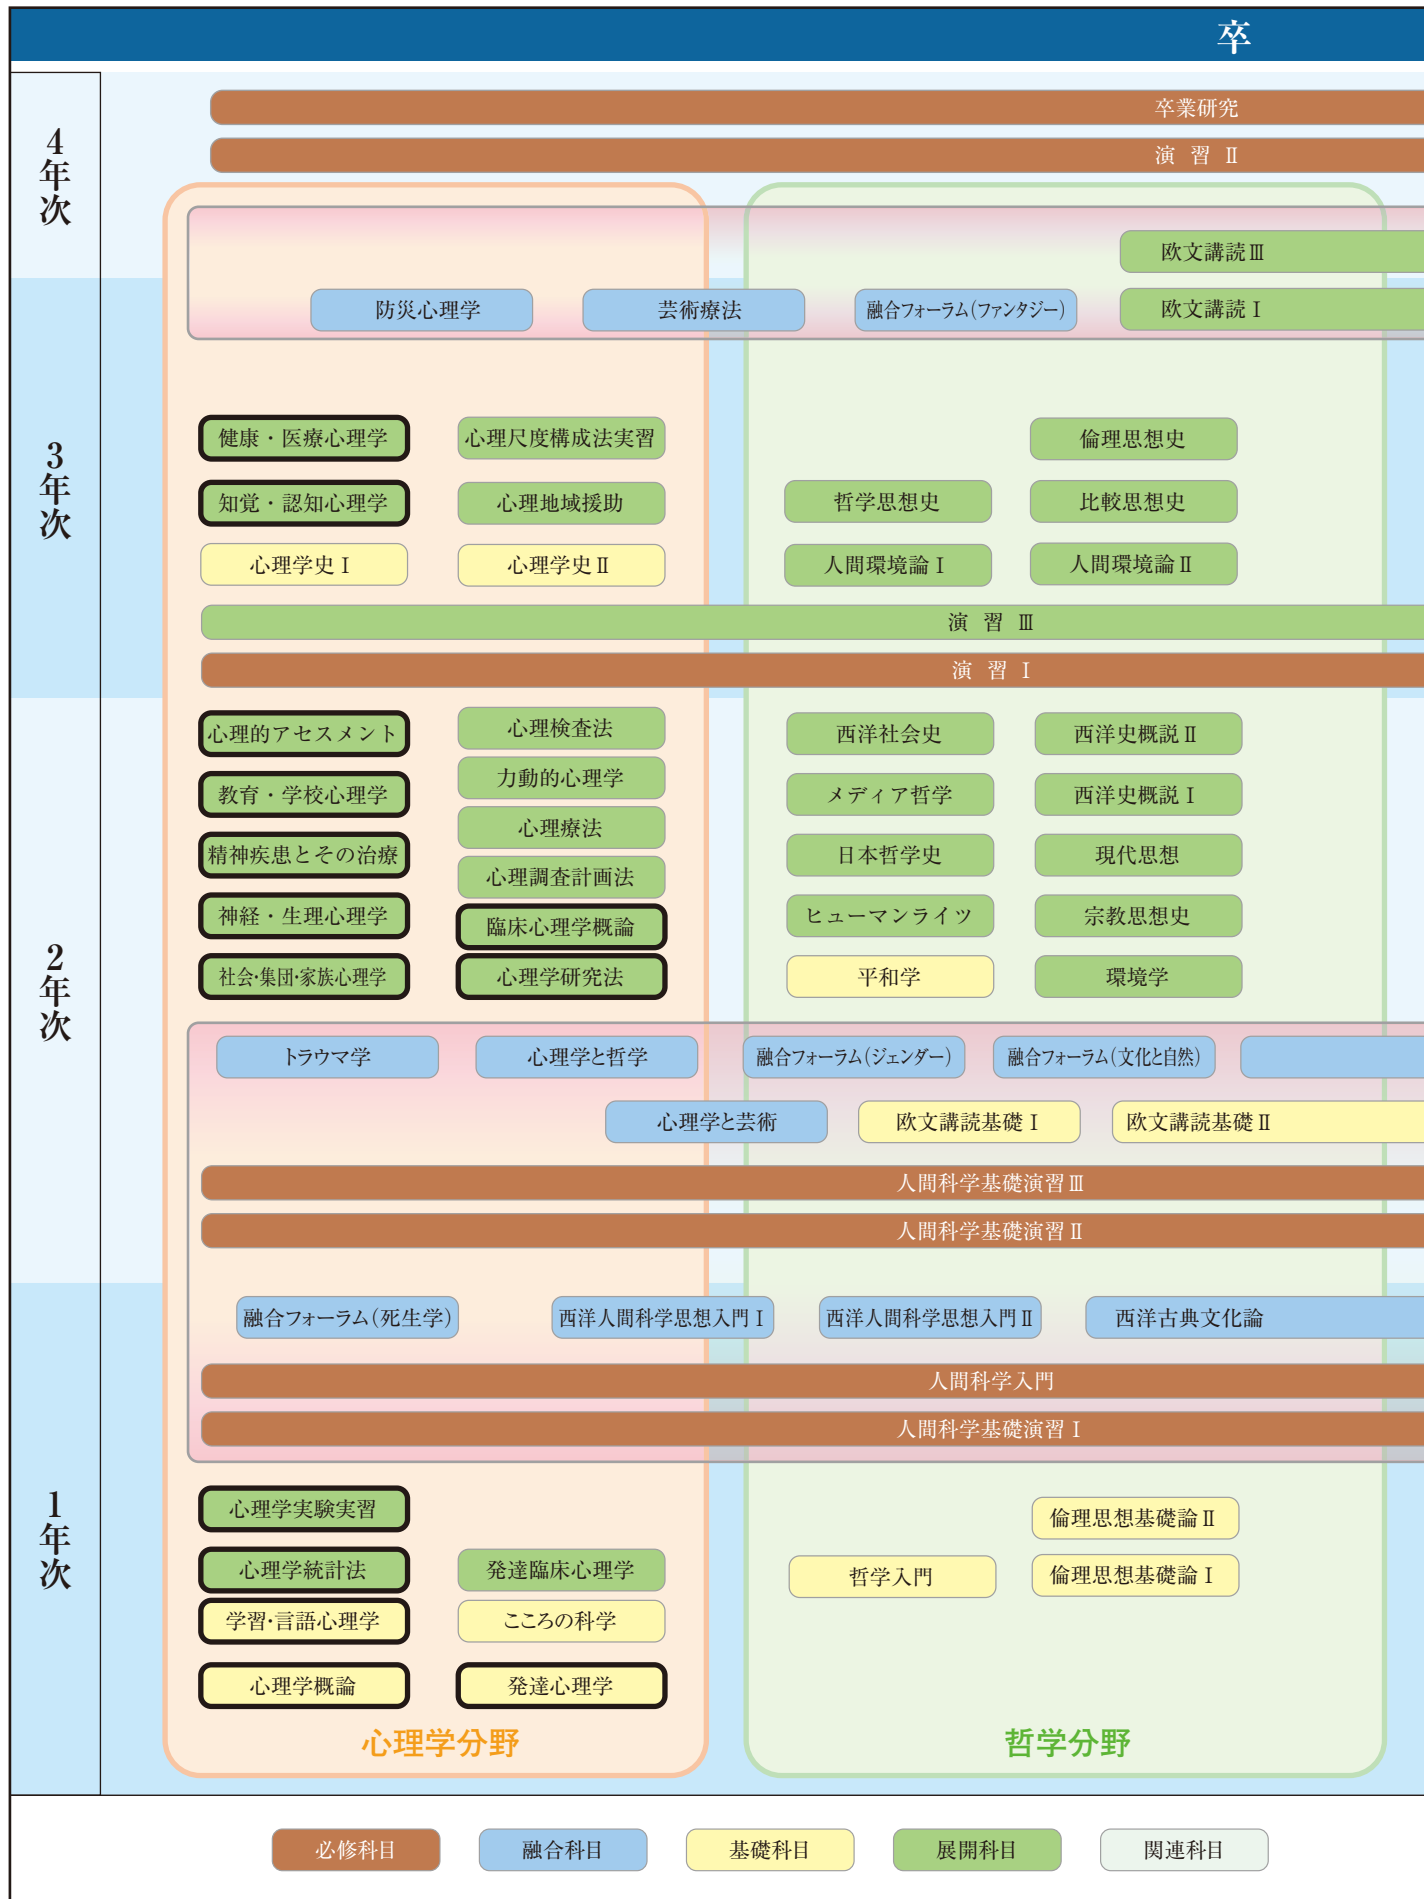 卒
4年次
卒業研究
演習 Ⅱ
欧文講読Ⅲ
防災心理学
芸術療法
融合フォーラム(ファンタジー)
欧文講読Ⅰ
3年次
健康・医療心理学
心理尺度構成法実習
倫理思想史
知覚・認知心理学
心理地域援助
哲学思想史
比較思想史
心理学史Ⅰ
心理学史Ⅱ
人間環境論Ⅰ
人間環境論Ⅱ
演習 Ⅲ
演習 Ⅰ
2年次
心理的アセスメント
心理検査法
西洋社会史
西洋史概説Ⅱ
教育・学校心理学
力動的心理学
メディア哲学
西洋史概説Ⅰ
心理療法
精神疾患とその治療
心理調査計画法
日本哲学史
現代思想
神経・生理心理学
臨床心理学概論
ヒューマンライツ
宗教思想史
社会・集団・家族心理学
心理学研究法
平和学
環境学
トラウマ学
心理学と哲学
融合フォーラム(ジェンダー)
融合フォーラム(文化と自然)
心理学と芸術
欧文講読基礎Ⅰ
欧文講読基礎Ⅱ
人間科学基礎演習Ⅲ
人間科学基礎演習Ⅱ
1年次
融合フォーラム(死生学)
西洋人間科学思想入門Ⅰ
西洋人間科学思想入門Ⅱ
西洋古典文化論
人間科学入門
人間科学基礎演習Ⅰ
心理学実験実習
倫理思想基礎論Ⅱ
心理学統計法
発達臨床心理学
哲学入門
倫理思想基礎論Ⅰ
学習・言語心理学
こころの科学
心理学概論
発達心理学
心理学分野
哲学分野
必修科目
融合科目
基礎科目
展開科目
関連科目